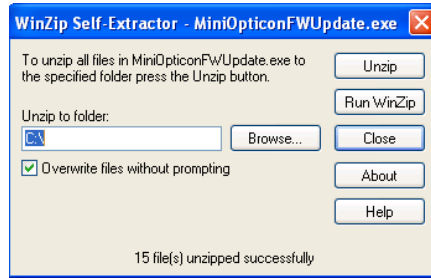 WinZip Self-Extractor - MiniOpticonFWUpdate.exe
To unzip all files in MiniOpticonFWUpdate.exe to
the specified folder press the Unzip button.
Unzip to folder:
C:\
Browse...
Overwrite files without prompting
Unzip
Run WinZip
Close
About
Help
15 file(s) unzipped successfully